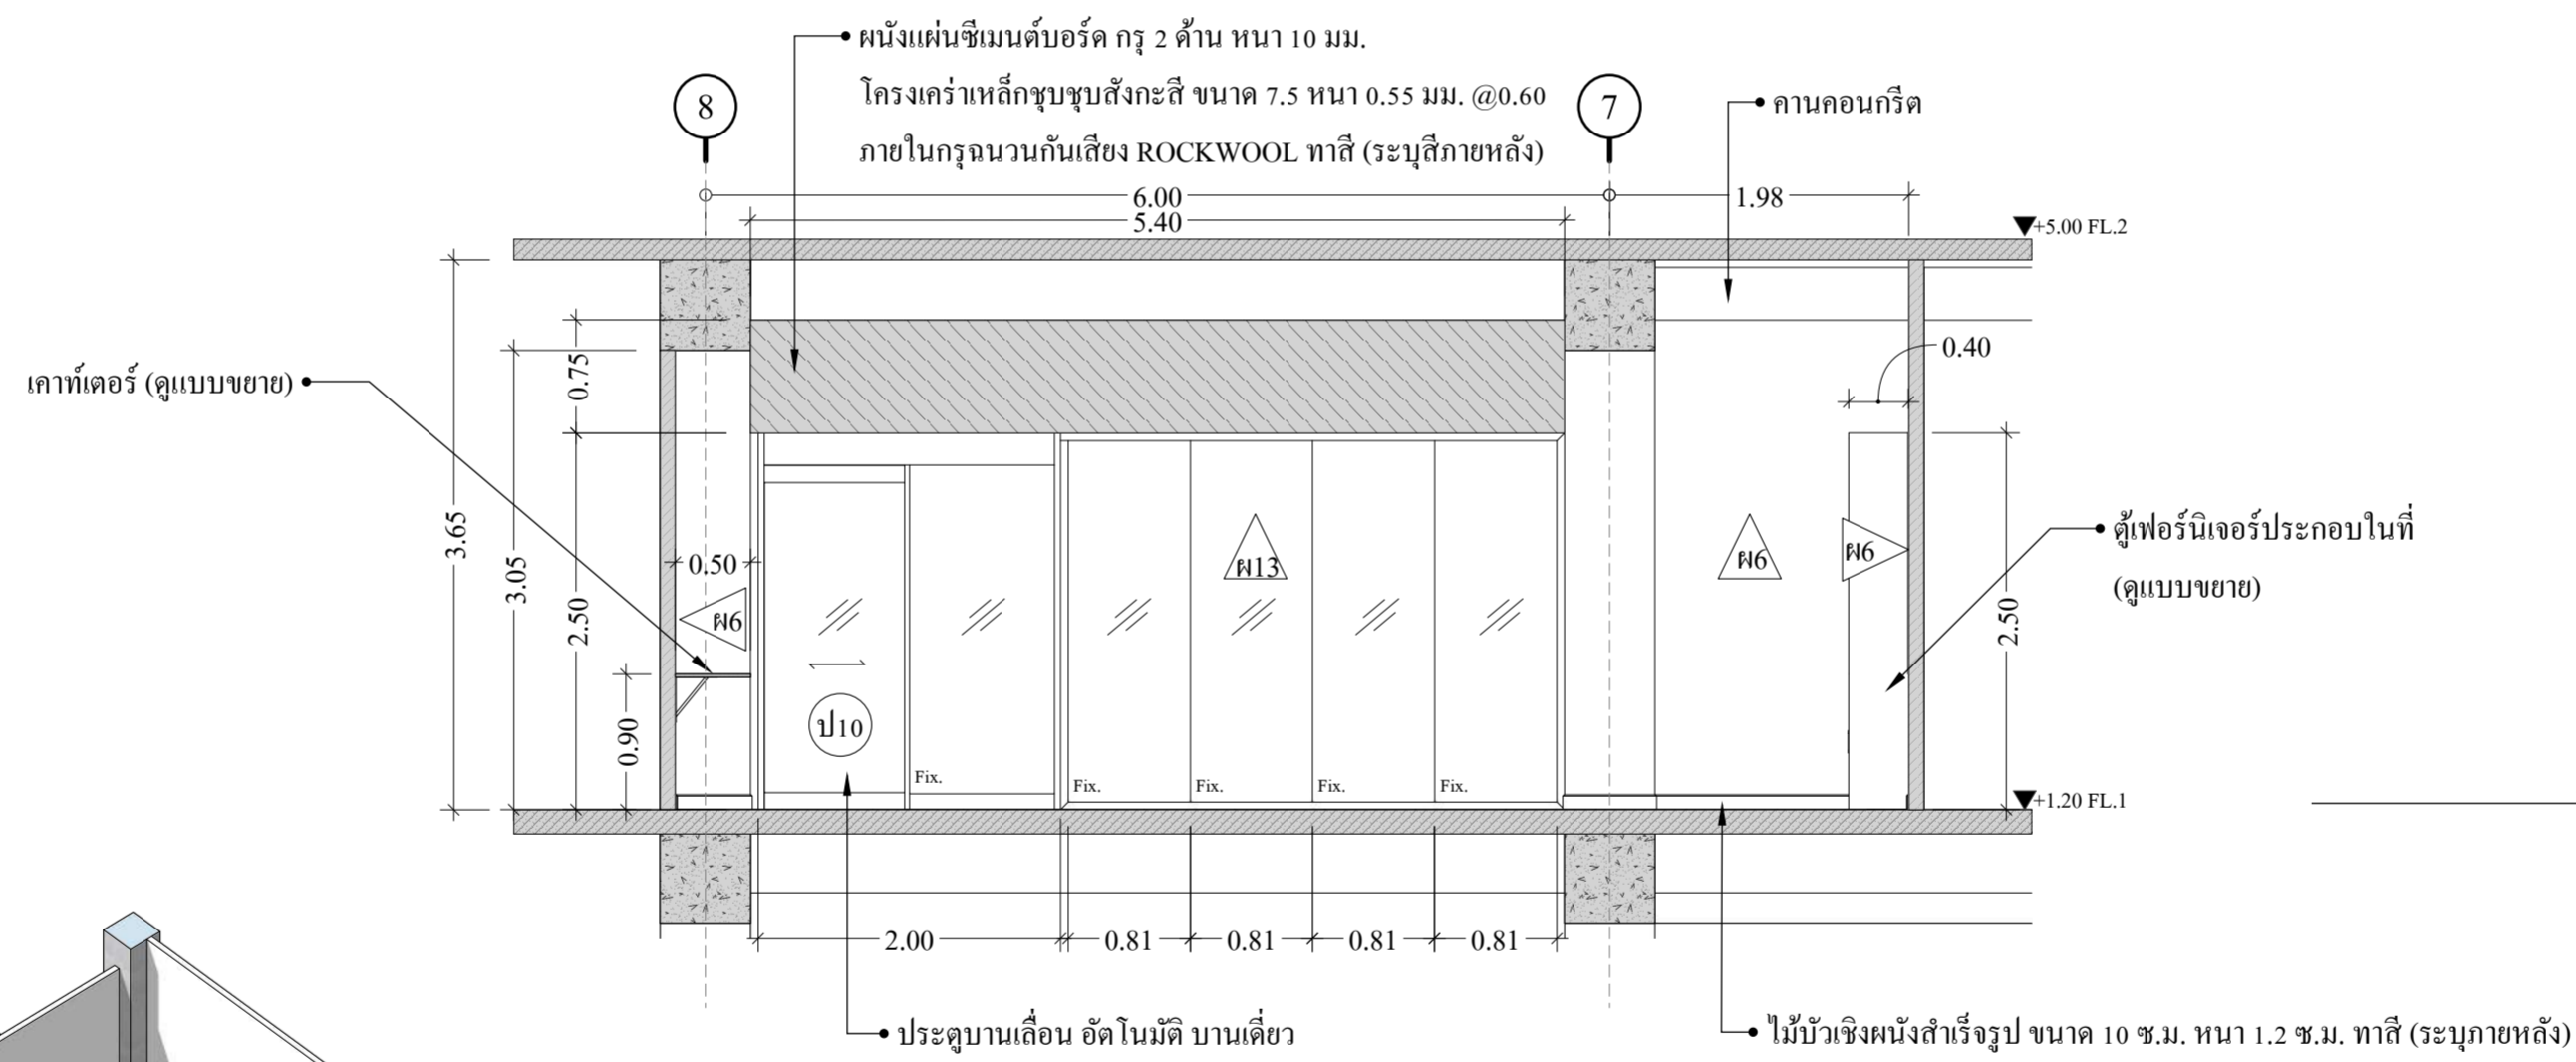 ผนังแผ่นซีเมนต์บอร์ด กรุ 2 ด้าน หนา 10 มม.
โครงเคร่าเหล็กชุบชุบสังกะสี ขนาด 7.5 หนา 0.55 มม. @0.60
ภายในกรุฉนวนกันเสียง ROCKWOOL ทาสี (ระบุสีภายหลัง)
8
7
คานคอนกรีต
6.00
1.98
5.40
+5.00 FL.2
0.75
0.40
เคาท์เตอร์ (ดูแบบขยาย)
3.65
3.05
2.50
0.50
ผ6
ผ13
ผ6
ผ6
ตู้เฟอร์นิเจอร์ประกอบในที่
(ดูแบบขยาย)
2.50
0.90
ป10
Fix.
Fix.
Fix.
Fix.
Fix.
+1.20 FL.1
2.00
0.81
0.81
0.81
0.81
ประตูบานเลื่อน อัตโนมัติ บานเดี่ยว
ไม้บัวเชิงผนังสำเร็จรูป ขนาด 10 ซ.ม. หนา 1.2 ซ.ม. ทาสี (ระบุภายหลัง)